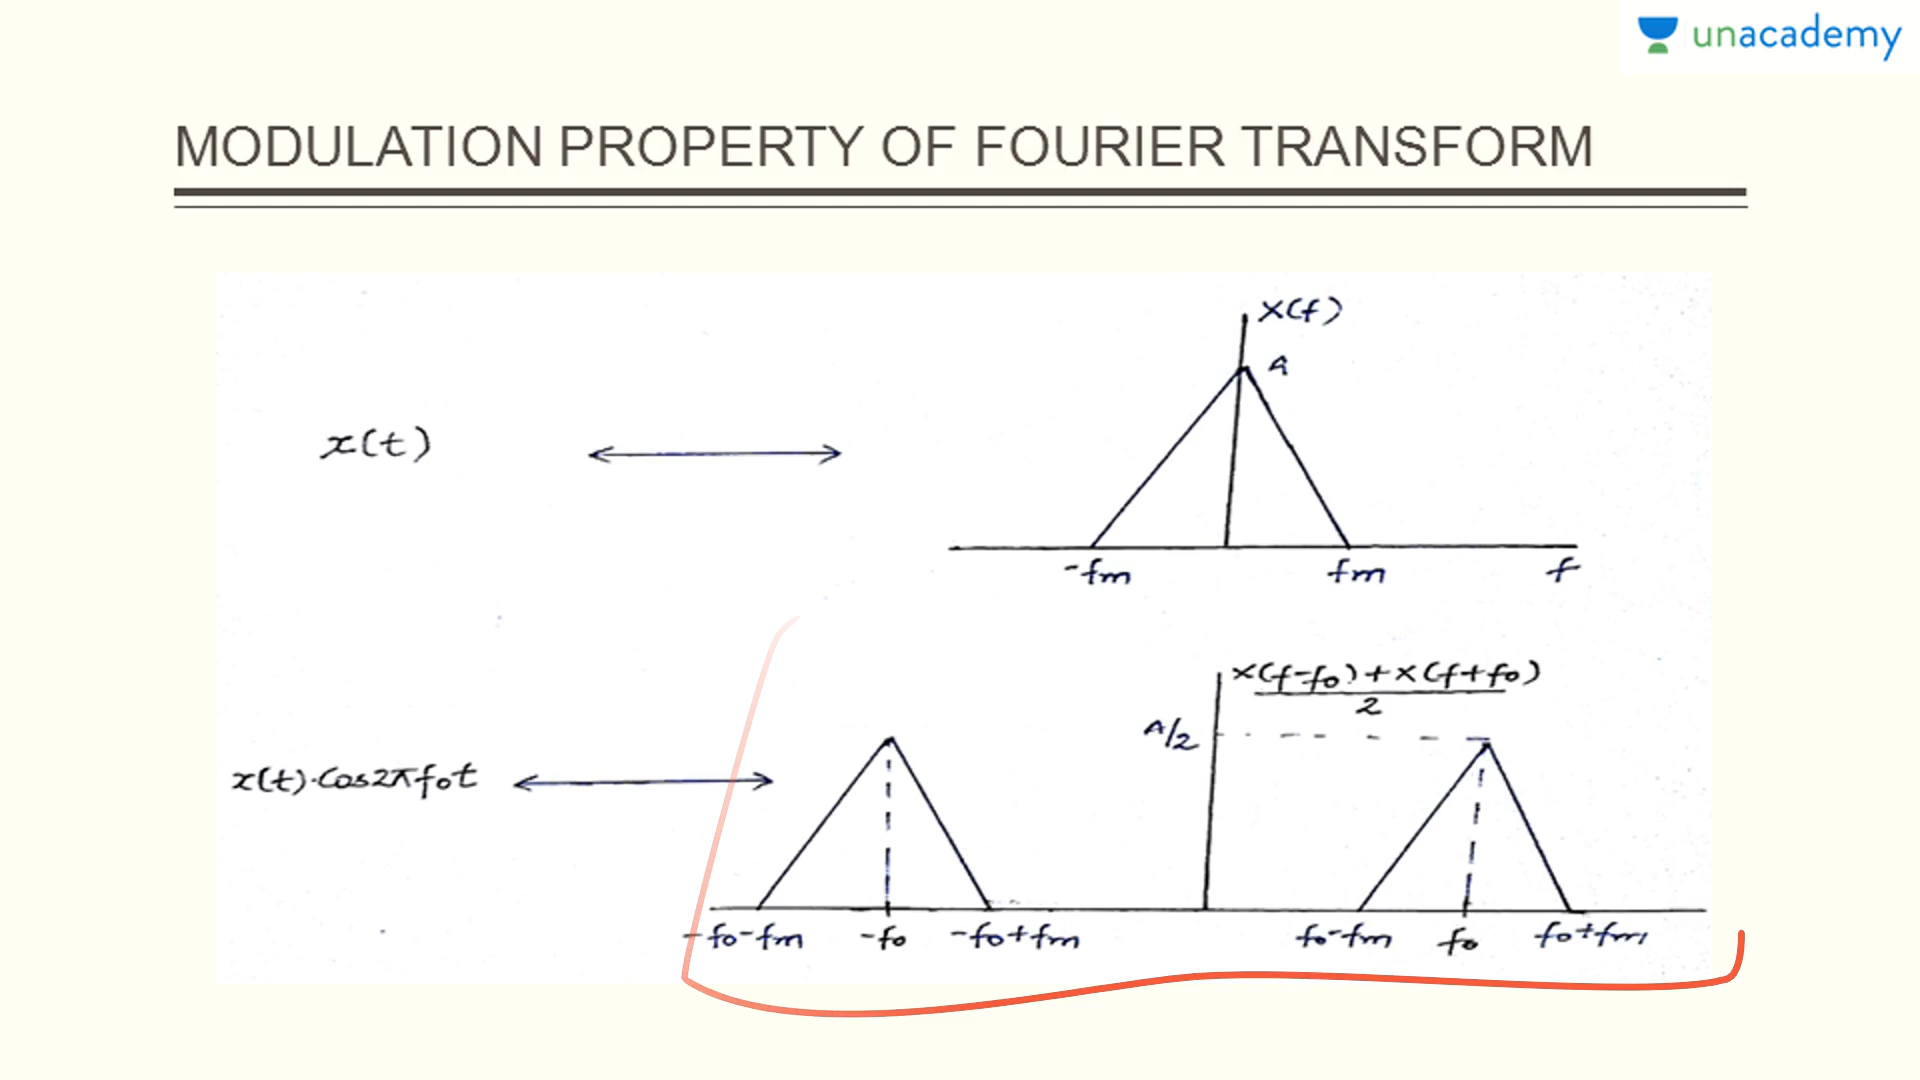 unacademy
MODULATION PROPERTY OF FOURIER TRANSFORM
X(f)
A
x(t)
-fm fm f
X(f-fo)+X(f+fo)
2
A/2
x(t)·Cos2πfot
-fo-fm -fo -fo+fm fo-fm fo fo+fm